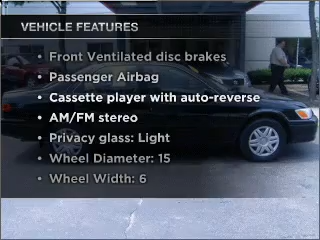 VEHICLE FEATURES
• Front Ventilated disc brakes
• Passenger Airbag
• Cassette player with auto-reverse
• AM/FM stereo
• Privacy glass: Light
• Wheel Diameter: 15
• Wheel Width: 6